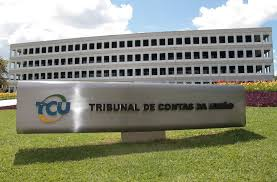 TCU
TRIBUNAL DE CONTAS DA UNIÃO